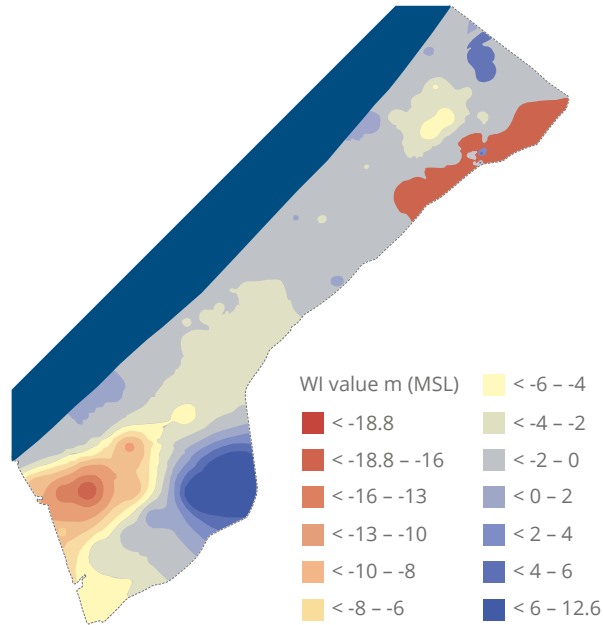 WI value m (MSL)
< -18.8
< -18.8 – -16
< -16 – -13
< -13 – -10
< -10 – -8
< -8 – -6
< -6 – -4
< -4 – -2
< -2 – 0
< 0 – 2
< 2 – 4
< 4 – 6
< 6 – 12.6